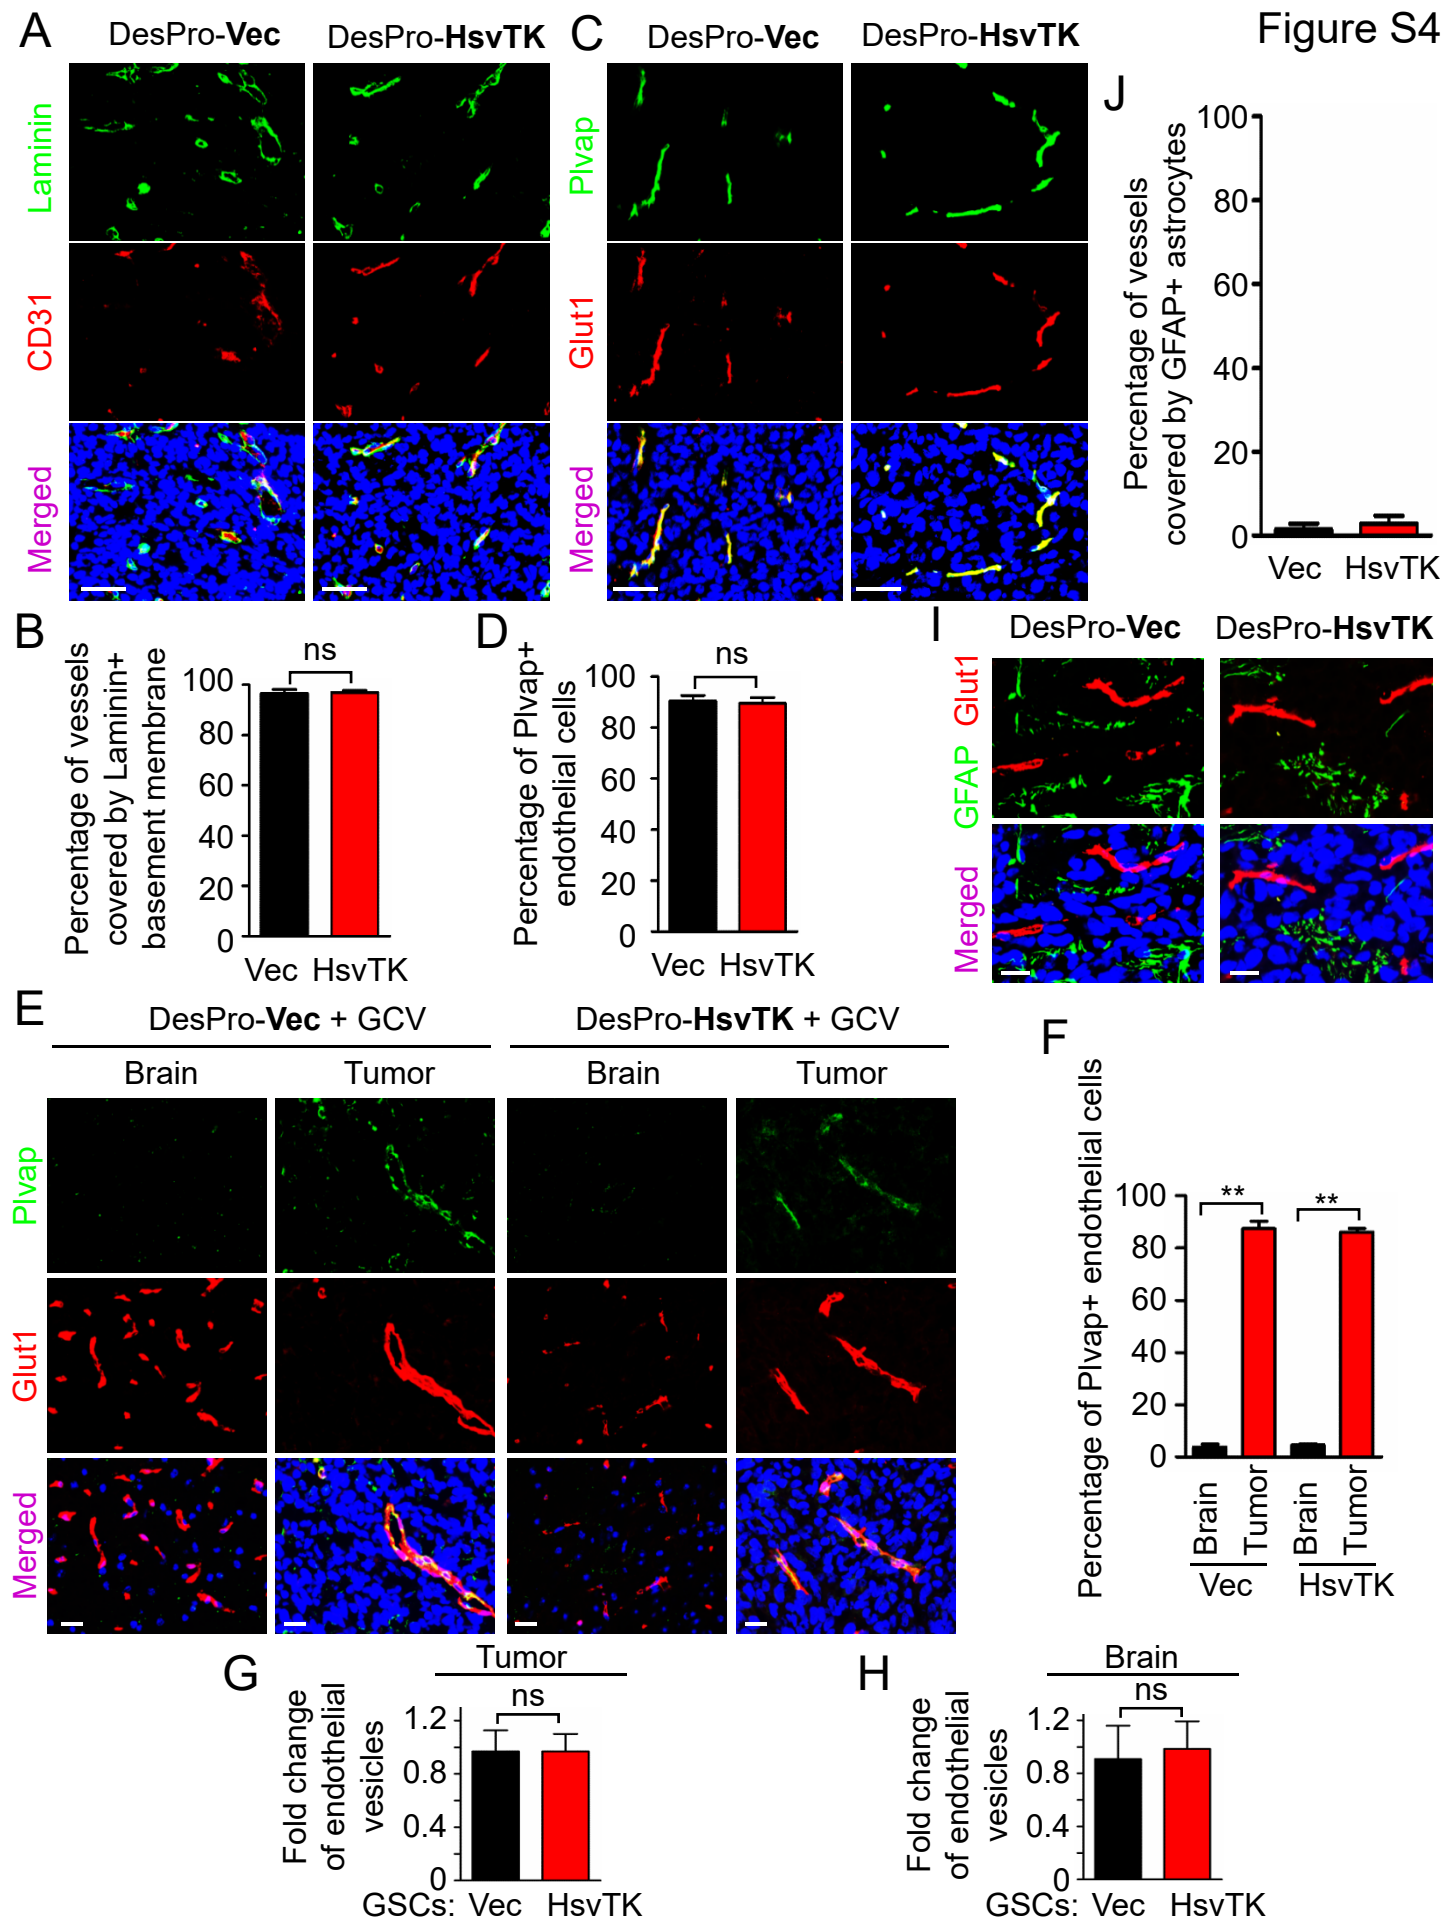 Figure S4
A
DesPro-Vec
DesPro-HsvTK
Laminin
CD31
Merged
C
DesPro-Vec
DesPro-HsvTK
Plvap
Glut1
Merged
J
Percentage of vessels
covered by GFAP+ astrocytes
100
80
60
40
20
0
Vec HsvTK
B
Percentage of vessels
covered by Laminin+
basement membrane
ns
100
80
60
40
20
0
Vec HsvTK
D
Percentage of Plvap+
endothelial cells
ns
100
80
60
40
20
0
Vec HsvTK
I
DesPro-Vec
DesPro-HsvTK
GFAP Glut1
Merged
E
DesPro-Vec + GCV
DesPro-HsvTK + GCV
Brain
Tumor
Brain
Tumor
Plvap
Glut1
Merged
F
Percentage of Plvap+ endothelial cells
100
80
60
40
20
0
**
**
Brain
Tumor
Brain
Tumor
Vec
HsvTK
G
Tumor
Fold change
of endothelial
vesicles
ns
1.2
0.8
0.4
0
GSCs: Vec HsvTK
H
Brain
Fold change
of endothelial
vesicles
ns
1.2
0.8
0.4
0
GSCs: Vec HsvTK